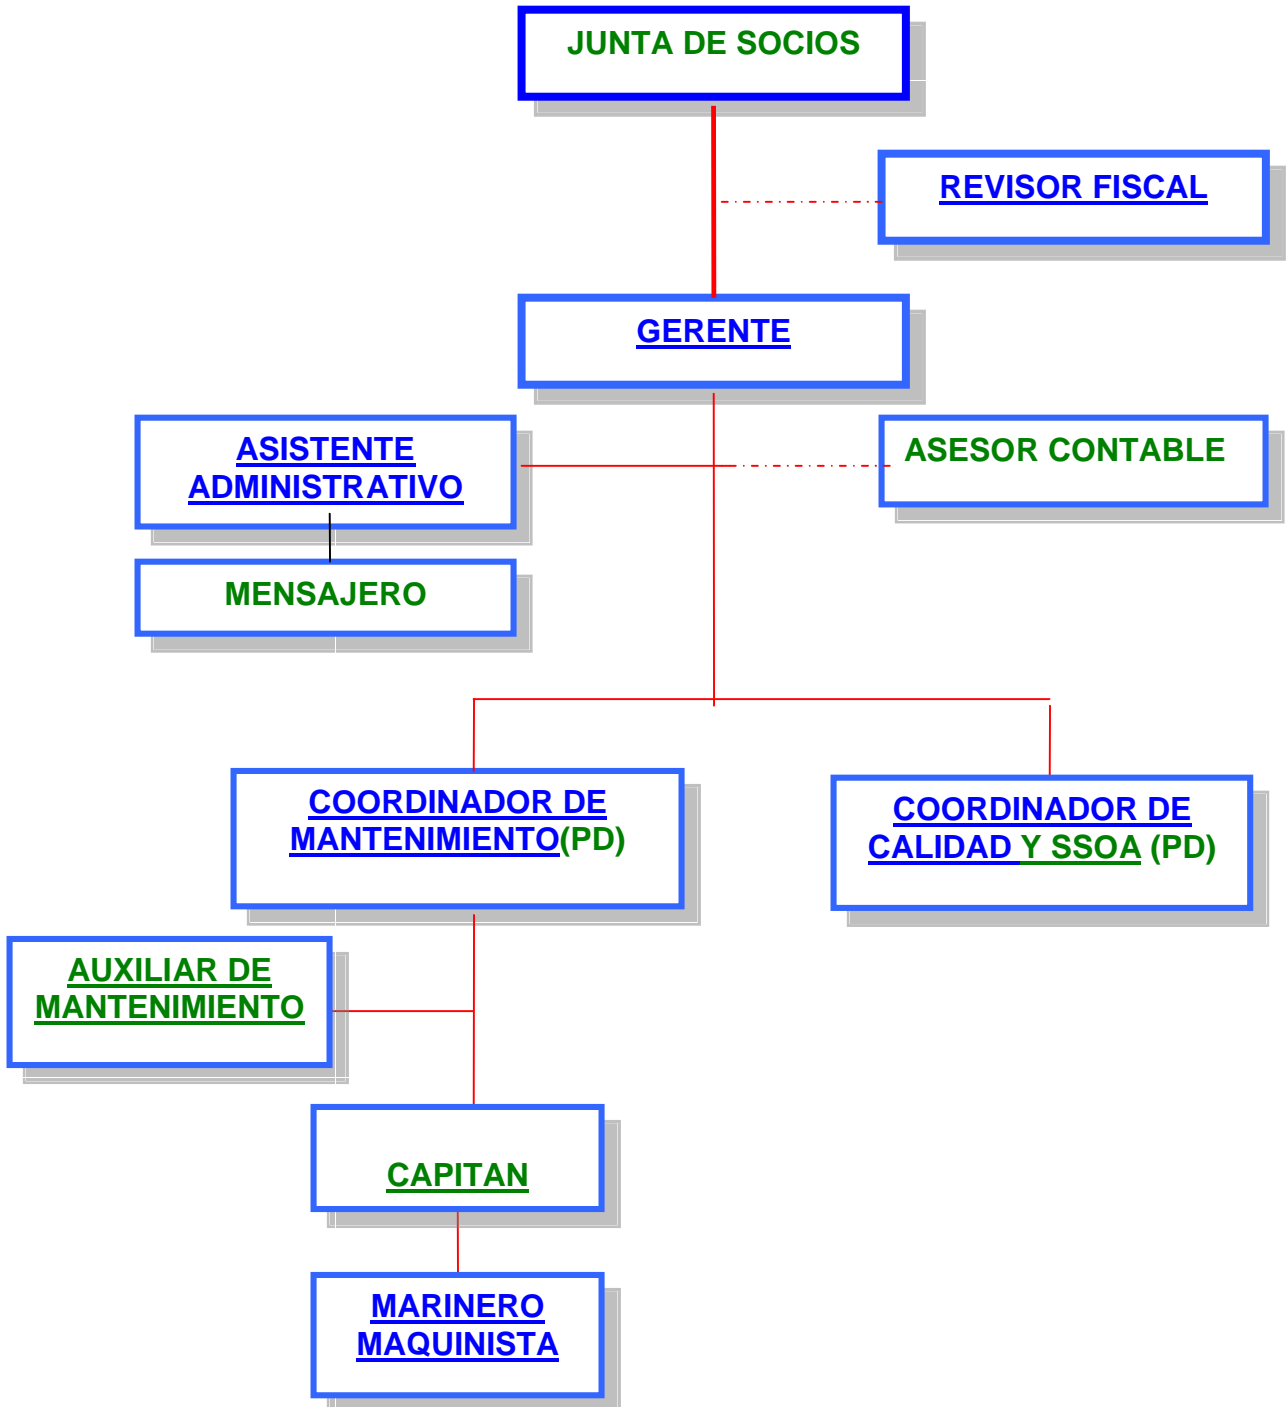 JUNTA DE SOCIOS
REVISOR FISCAL
GERENTE
ASISTENTE
ADMINISTRATIVO
ASESOR CONTABLE
MENSAJERO
COORDINADOR DE
MANTENIMIENTO(PD)
COORDINADOR DE
CALIDAD Y SSOA (PD)
AUXILIAR DE
MANTENIMIENTO
CAPITAN
MARINERO
MAQUINISTA